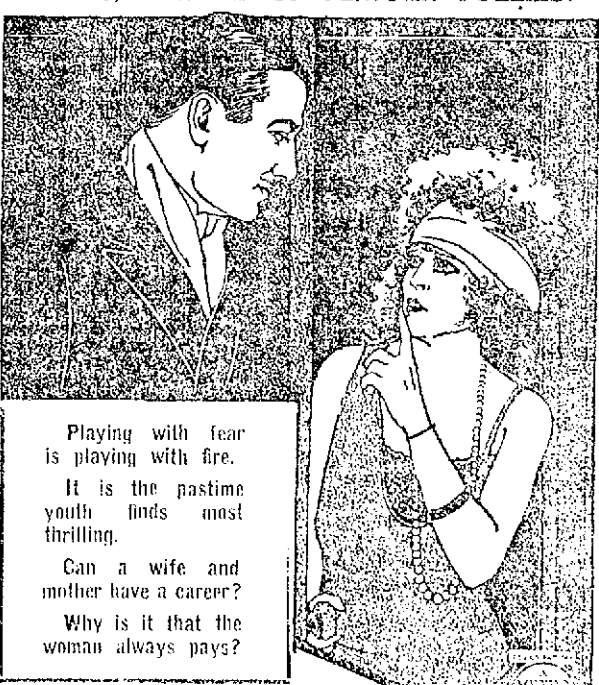 Playing with fear
is playing with fire.
It is the pastime
youth finds most
thrilling.
Can a wife and
mother have a career?
Why is it that the
woman always pays?